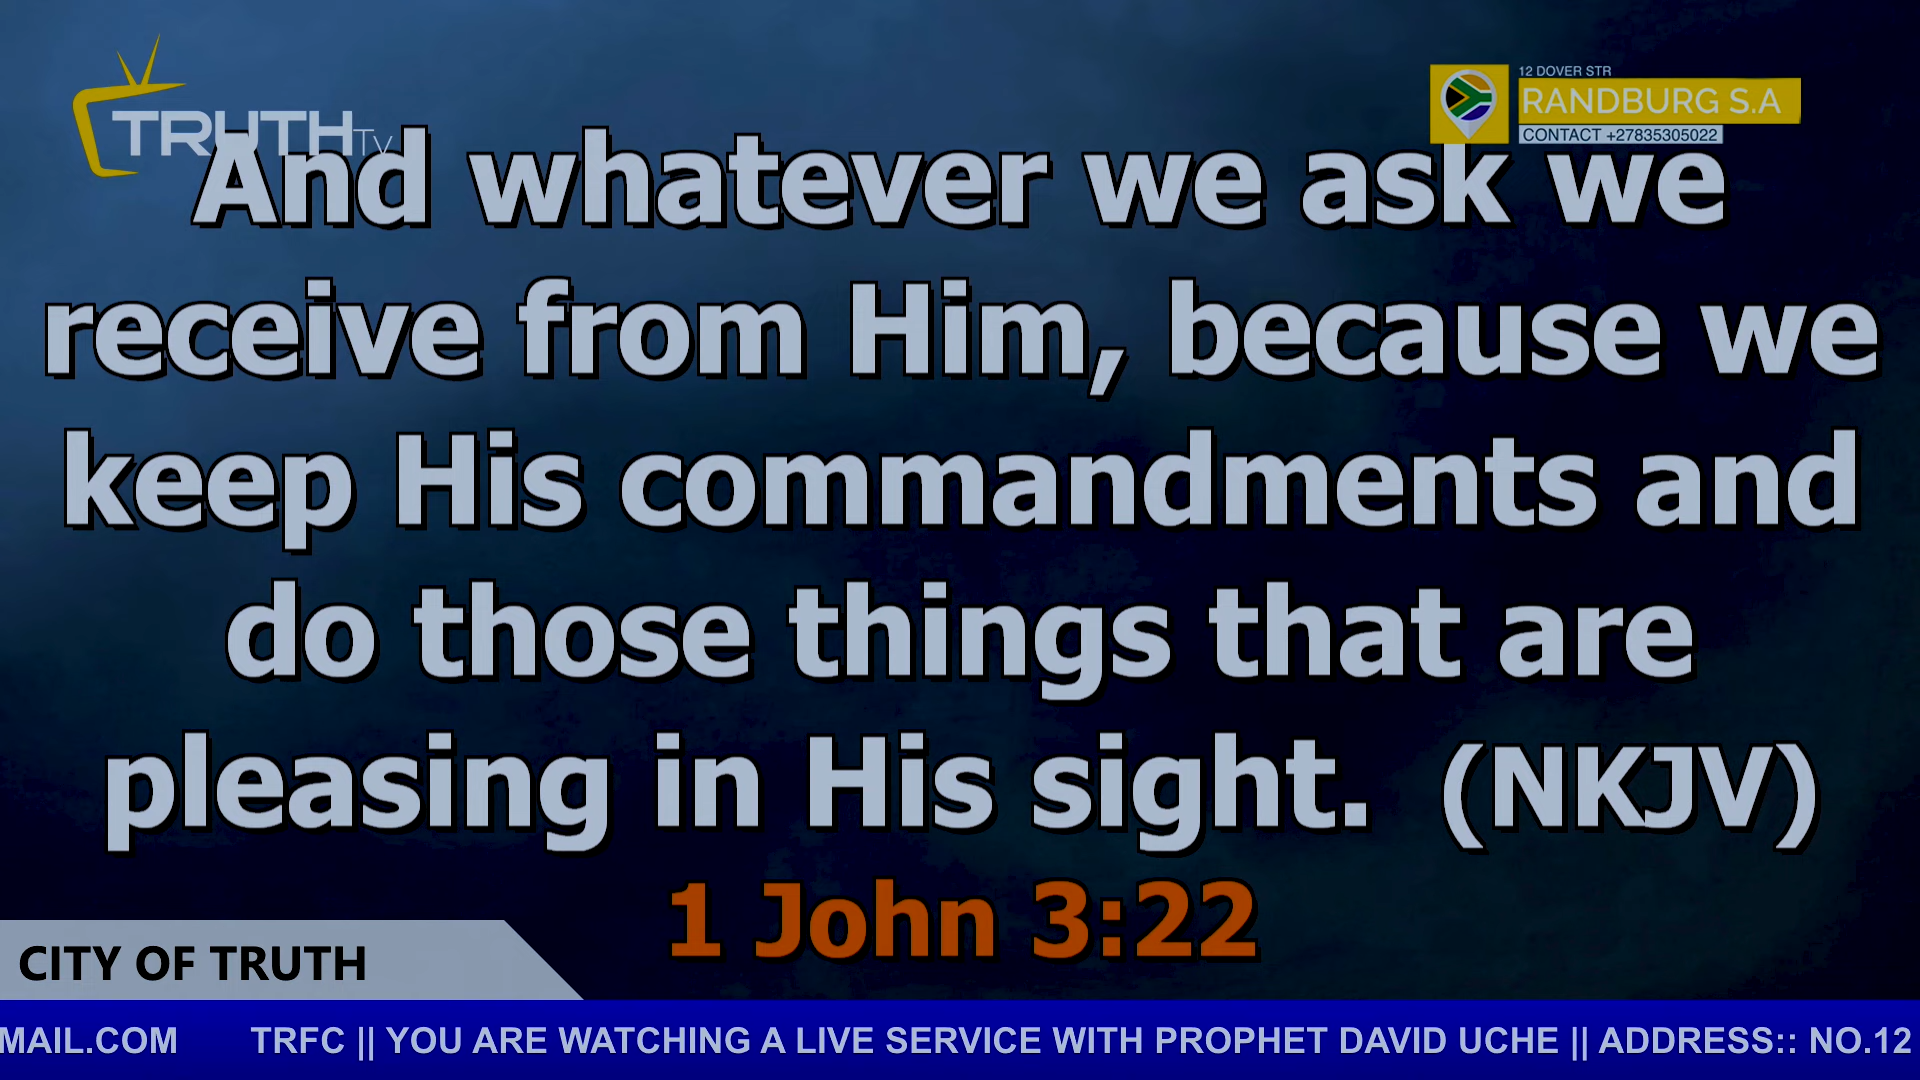 TRUTH Tv
12 DOVER STR
RANDBURG S.A
CONTACT +27835305022
And whatever we ask we
receive from Him, because we
keep His commandments and
do those things that are
pleasing in His sight. (NKJV)
1 John 3:22
CITY OF TRUTH
MAIL.COM TRFC || YOU ARE WATCHING A LIVE SERVICE WITH PROPHET DAVID UCHE || ADDRESS:: NO.12